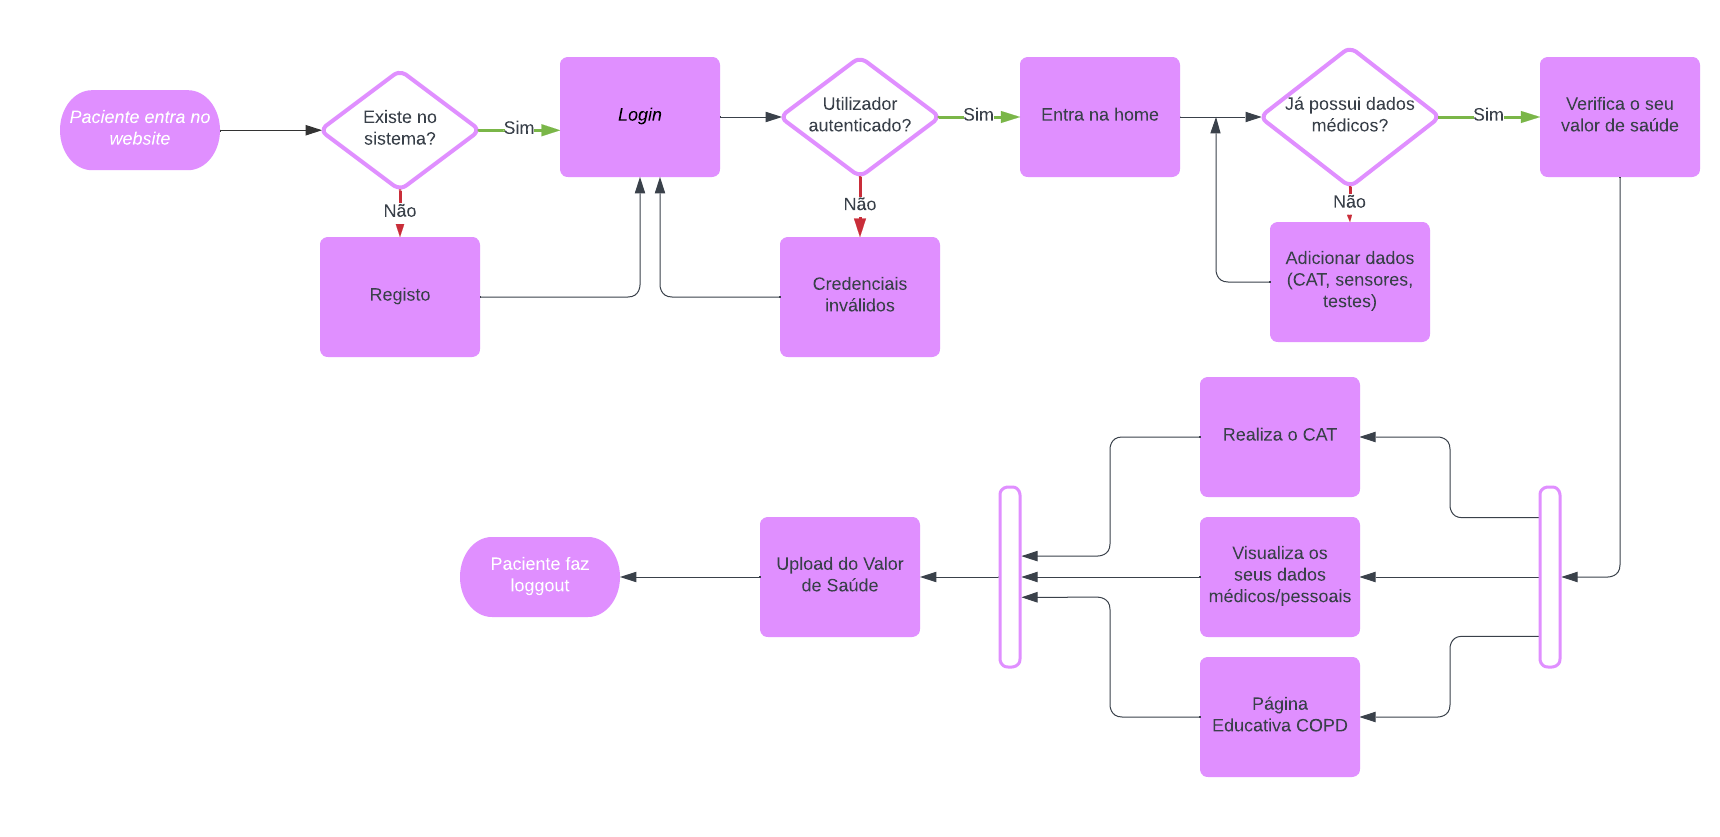 Paciente entra no
website
Existe no
sistema?
Sim
Não
Registo
Login
Utilizador
autenticado?
Sim
Não
Credenciais
inválidos
Entra na home
Já possui dados
médicos?
Sim
Não
Adicionar dados
(CAT, sensores,
testes)
Verifica o seu
valor de saúde
Realiza o CAT
Visualiza os
seus dados
médicos/pessoais
Página
Educativa COPD
Upload do Valor
de Saúde
Paciente faz
loggout